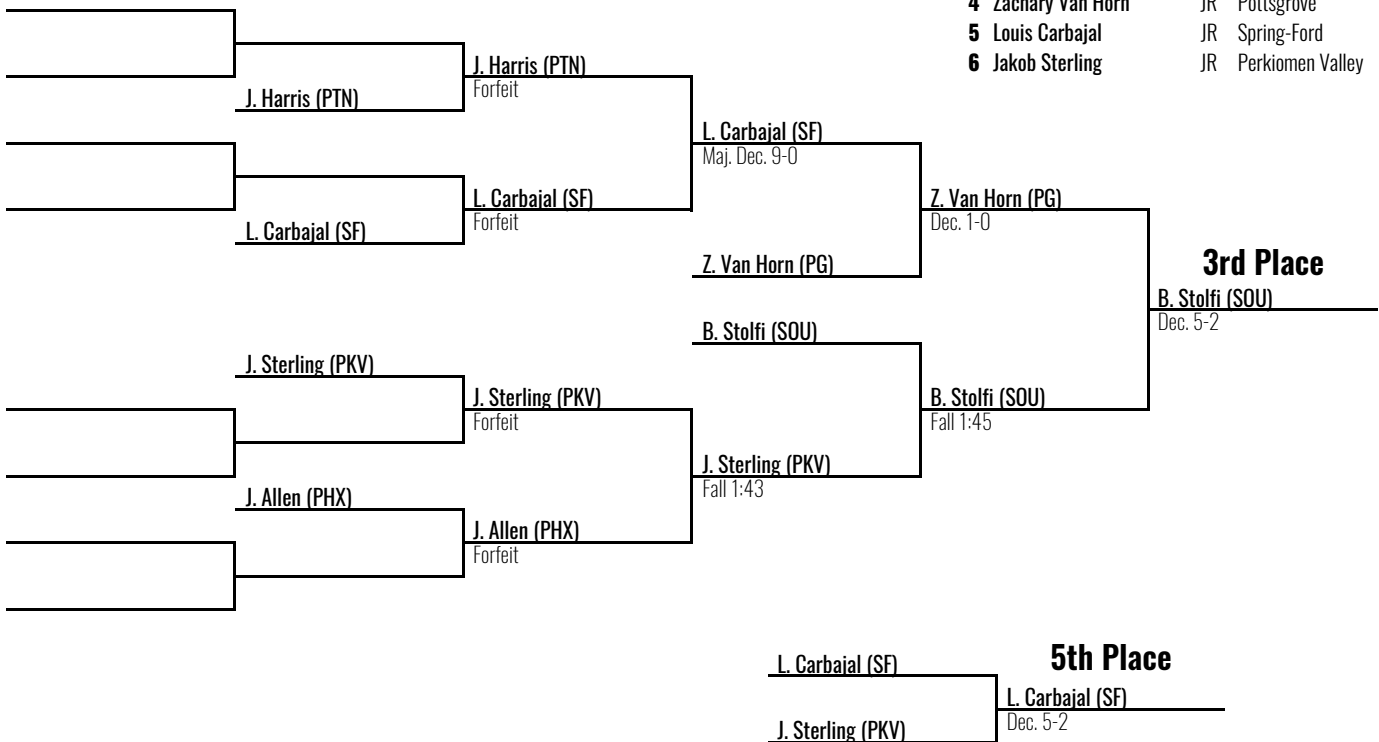 4 Zachary Van Horn JR Pottsgrove
5 Louis Carbajal JR Spring-Ford
6 Jakob Sterling JR Perkiomen Valley
J. Harris (PTN)
Forfeit
J. Harris (PTN)
L. Carbajal (SF)
Maj. Dec. 9-0
L. Carbajal (SF)
Forfeit
Z. Van Horn (PG)
Dec. 1-0
L. Carbajal (SF)
3rd Place
Z. Van Horn (PG)
B. Stolfi (SOU)
Dec. 5-2
B. Stolfi (SOU)
J. Sterling (PKV)
J. Sterling (PKV)
Forfeit
B. Stolfi (SOU)
Fall 1:45
J. Sterling (PKV)
Fall 1:43
J. Allen (PHX)
J. Allen (PHX)
Forfeit
5th Place
L. Carbajal (SF)
L. Carbajal (SF)
Dec. 5-2
J. Sterling (PKV)